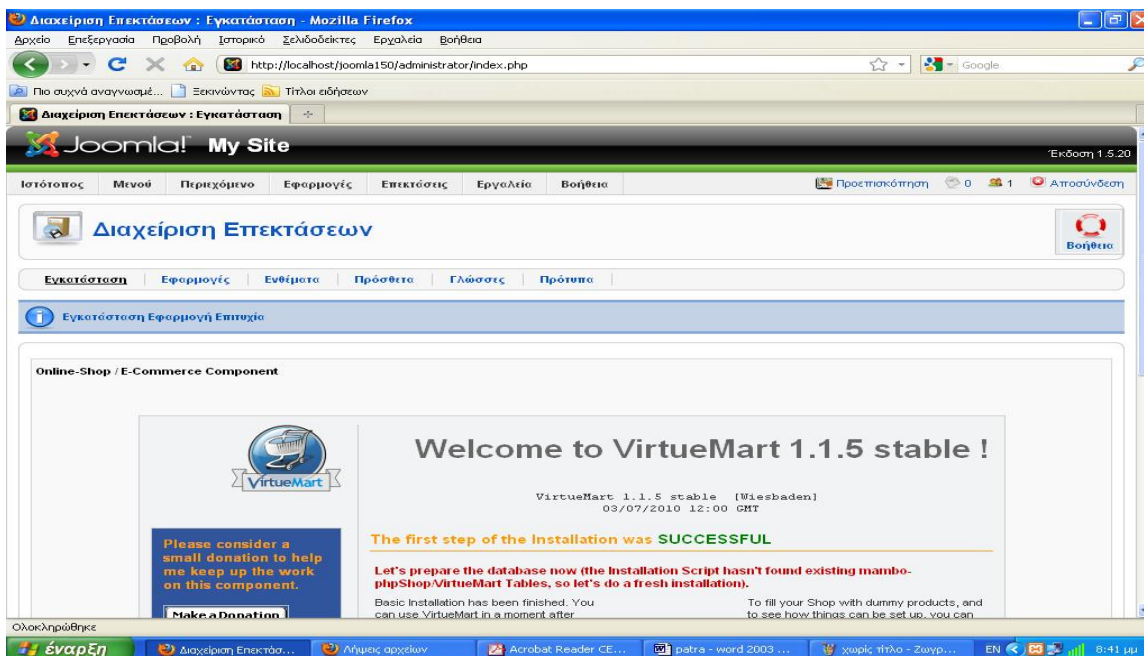 Διαχείριση Επεκτάσεων : Εγκατάσταση - Mozilla Firefox
Αρχείο Επεξεργασία Προβολή Ιστορικό Σελιδοδείκτες Εργαλεία Βοήθεια
http://localhost/joomla150/administrator/index.php
Google
Πιο συχνά αναγνωσμέ... Ξεκινώντας Τίτλοι ειδήσεων
Διαχείριση Επεκτάσεων : Εγκατάσταση
Joomla! My Site
Έκδοση 1.5.20
Ιστότοπος Μενού Περιεχόμενο Εφαρμογές Επεκτάσεις Εργαλεία Βοήθεια Προεπισκόπηση 0 1 Αποσύνδεση
Διαχείριση Επεκτάσεων
Βοήθεια
Εγκατάσταση Εφαρμογές Ενθέματα Πρόσθετα Γλώσσες Πρότυπα
Εγκατάσταση Εφαρμογή Επιτυχία
Online-Shop / E-Commerce Component
VirtueMart
Welcome to VirtueMart 1.1.5 stable !
VirtueMart 1.1.5 stable [Wiesbaden]
03/07/2010 12:00 GMT
Please consider a
small donation to help
me keep up the work
on this component.
Make a Donation
The first step of the Installation was SUCCESSFUL
Let's prepare the database now (the Installation Script hasn't found existing mambo-
phpShop/VirtueMart Tables, so let's do a fresh installation).
Basic Installation has been finished. You
can use VirtueMart in a moment after
To fill your Shop with dummy products, and
to see how things can be set up, you can
Ολοκληρώθηκε
έναρξη Διαχείριση Επεκτάσ... Λήψεις αρχείων Acrobat Reader CE... patra - word 2003 ... χωρίς τίτλο - Ζωγρ... EN 8:41 μμ